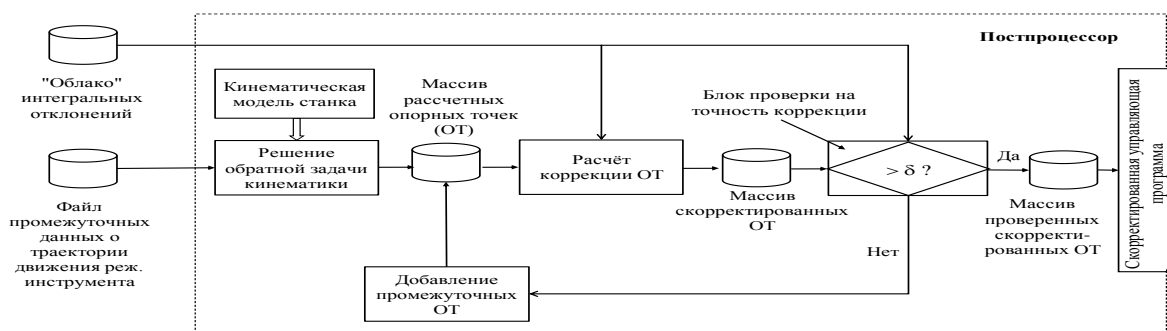 Постпроцессор
"Облако"
интегральных
отклонений
Кинематическая
модель станка
Массив
рассчетных
опорных точек
(ОТ)
Блок проверки на
точность коррекции
Решение
обратной задачи
кинематики
Расчёт
коррекции ОТ
> δ ?
Да
Массив
скорректированных
ОТ
Массив
проверенных
скорректи-
рованных ОТ
Скорректированная управляющая
программа
Файл
промежуточных
данных о
траектории
движения реж.
инструмента
Нет
Добавление
промежуточных
ОТ